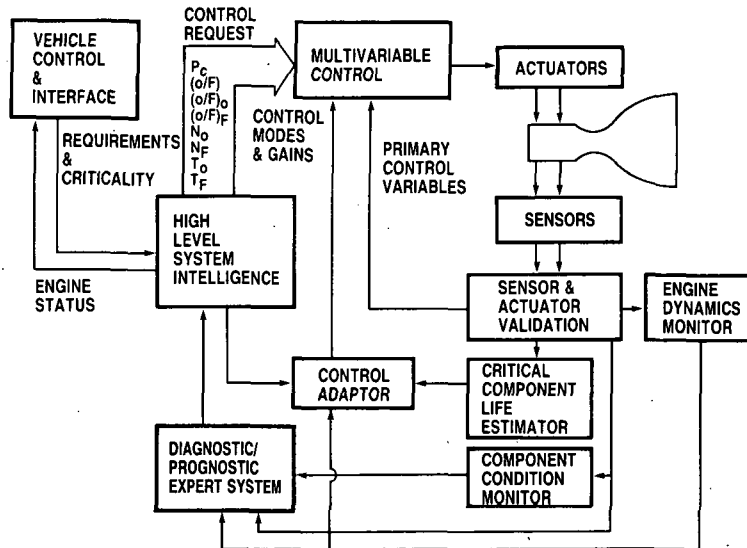 VEHICLE
CONTROL
&
INTERFACE
CONTROL
REQUEST
Pc
(o/F)
(o/F)o
(o/F)F
No
NF
To
TF
MULTIVARIABLE
CONTROL
ACTUATORS
REQUIREMENTS
&
CRITICALITY
CONTROL
MODES
& GAINS
PRIMARY
CONTROL
VARIABLES
SENSORS
HIGH
LEVEL
SYSTEM
INTELLIGENCE
ENGINE
STATUS
SENSOR &
ACTUATOR
VALIDATION
ENGINE
DYNAMICS
MONITOR
CONTROL
ADAPTOR
CRITICAL
COMPONENT
LIFE
ESTIMATOR
DIAGNOSTIC/
PROGNOSTIC
EXPERT SYSTEM
COMPONENT
CONDITION
MONITOR